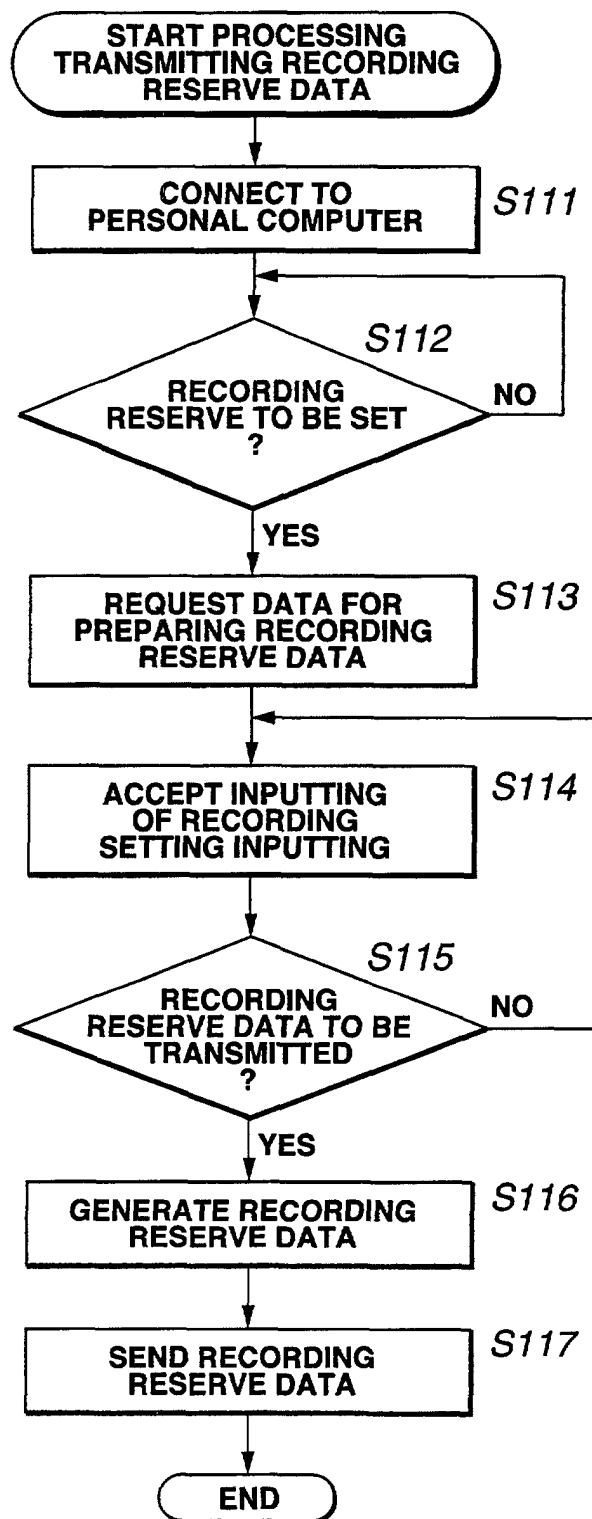 START PROCESSING
TRANSMITTING RECORDING
RESERVE DATA
CONNECT TO
PERSONAL COMPUTER
S111
S112
RECORDING
RESERVE TO BE SET
?
NO
YES
REQUEST DATA FOR
PREPARING RECORDING
RESERVE DATA
S113
ACCEPT INPUTTING
OF RECORDING
SETTING INPUTTING
S114
S115
RECORDING
RESERVE DATA TO BE
TRANSMITTED
?
NO
YES
GENERATE RECORDING
RESERVE DATA
S116
SEND RECORDING
RESERVE DATA
S117
END